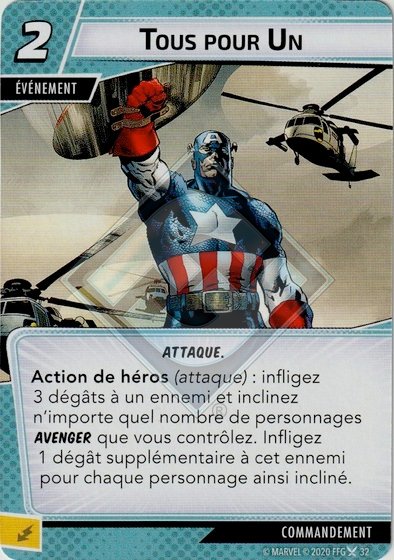 2
TOUS POUR UN
ÉVÉNEMENT
ATTAQUE.
Action de héros (attaque) : infligez
3 dégâts à un ennemi et inclinez
n'importe quel nombre de personnages
AVENGER que vous contrôlez. Infligez
1 dégât supplémentaire à cet ennemi
pour chaque personnage ainsi incliné.
®
COMMANDEMENT
© MARVEL © 2020 FFG 32